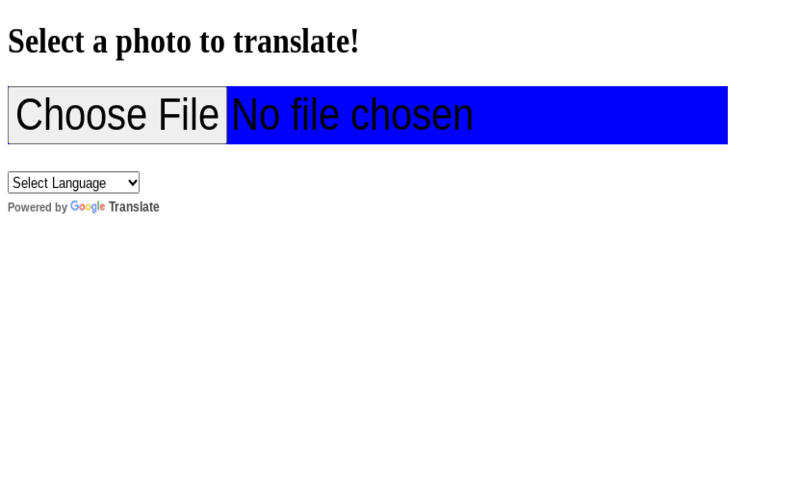 Select a photo to translate!
Choose File No file chosen
Select Language
Powered by Google Translate